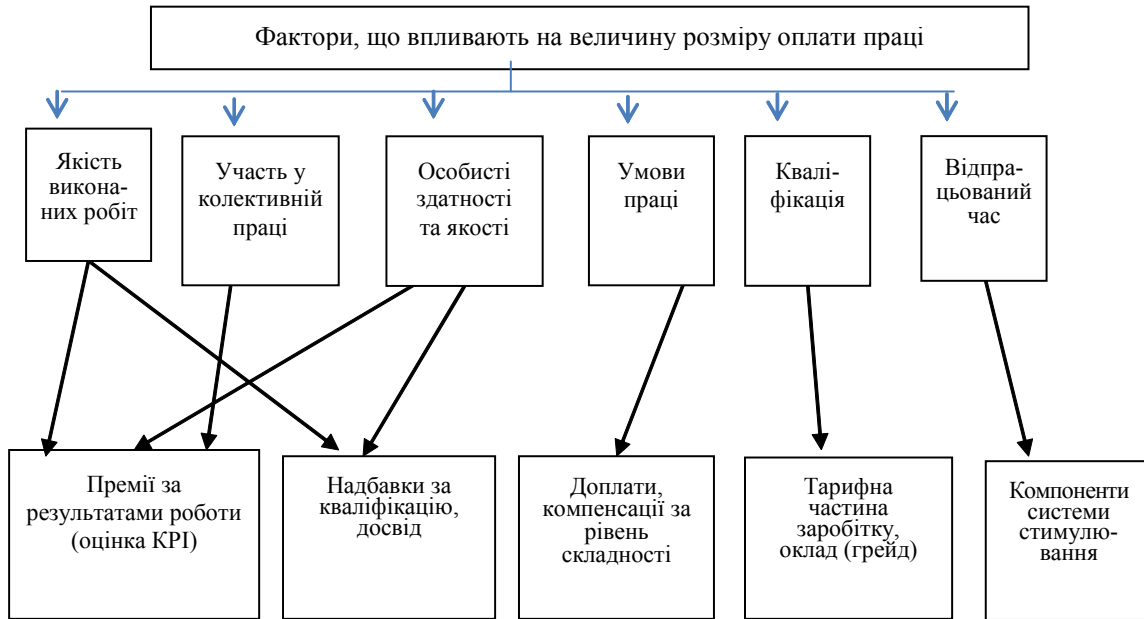 Фактори, що впливають на величину розміру оплати праці
Якість
викона-
них робіт
Участь у
колективній
праці
Особисті
здатності
та якості
Умови
праці
Квалі-
фікація
Відпра-
цьований
час
Премії за
результатами роботи
(оцінка КРІ)
Надбавки за
кваліфікацію,
досвід
Доплати,
компенсації за
рівень
складності
Тарифна
частина
заробітку,
оклад (грейд)
Компоненти
системи
стимулю-
вання